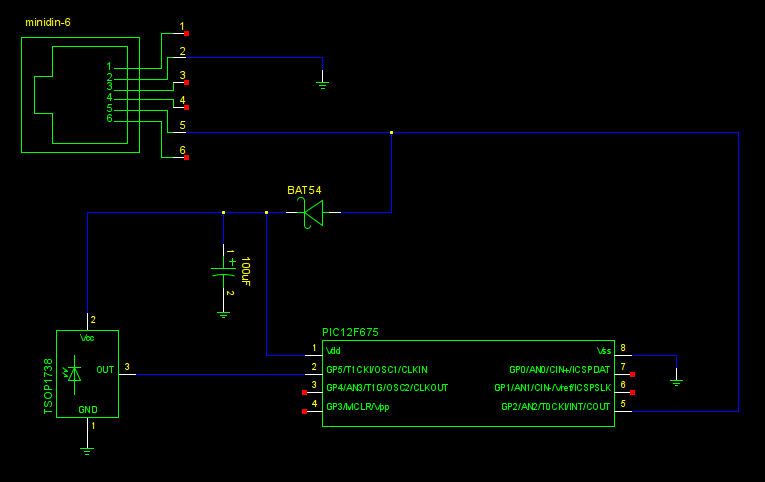 minidin-6
1
2
3
4
5
6
1
2
3
4
5
6
BAT54
1
+
100uF
2
2
Vcc
TSOP1738
OUT
3
GND
1
PIC12F675
1
Vdd
Vss
8
2
GP5/T1CKI/OSC1/CLKIN
GP0/AN0/CIN+/ICSPDAT
7
3
GP4/AN3/T1G/OSC2/CLKOUT
GP1/AN1/CIN+/Vref/ICSPSLK
6
4
GP3/MCLR/Vpp
GP2/AN2/T0CKI/INT/COUT
5